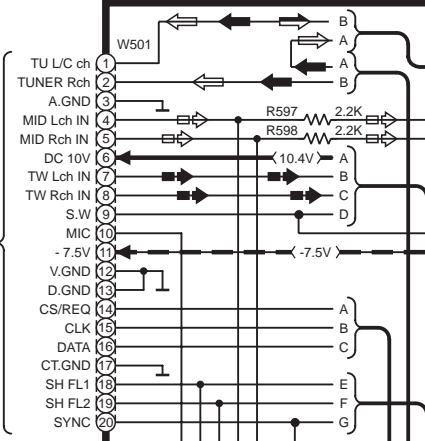 B
W501
A
TU L/C ch 1 A
TUNER Rch 2 B
A.GND 3
MID Lch IN 4 R597 2.2K
MID Rch IN 5 R598 2.2K
DC 10V 6 10.4V A
TW Lch IN 7 B
TW Rch IN 8 C
S.W 9 D
MIC 10
- 7.5V 11 -7.5V
V.GND 12
D.GND 13
CS/REQ 14 A
CLK 15 B
DATA 16 C
CT.GND 17
SH FL1 18 E
SH FL2 19 F
SYNC 20 G